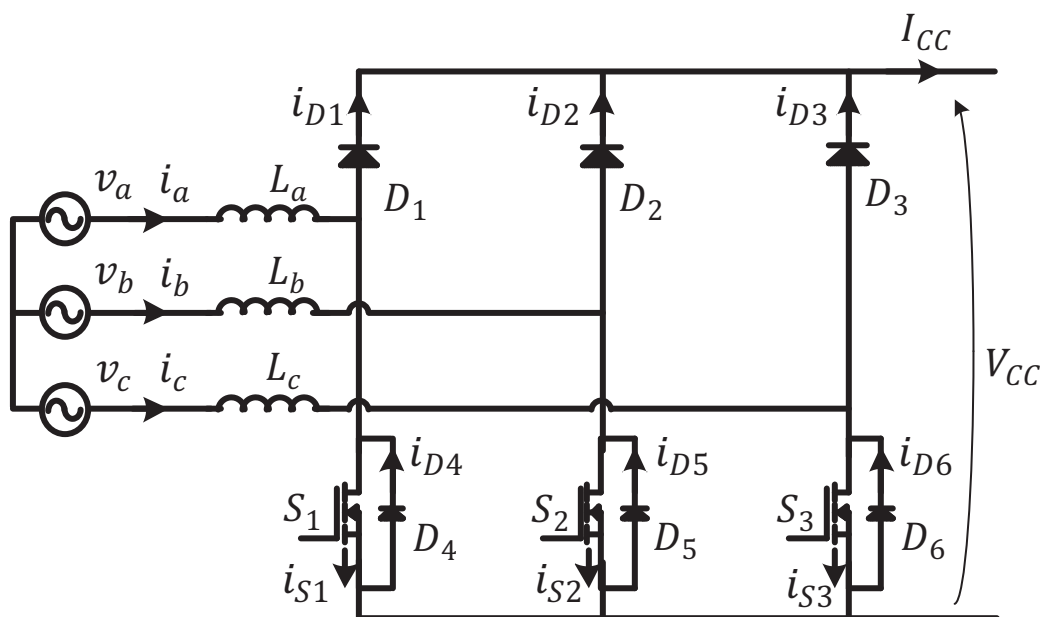 I_CC
i_D1 i_D2 i_D3
v_a i_a L_a D_1 D_2 D_3
v_b i_b L_b
v_c i_c L_c V_CC
i_D4 i_D5 i_D6
S_1 S_2 S_3
D_4 D_5 D_6
i_S1 i_S2 i_S3